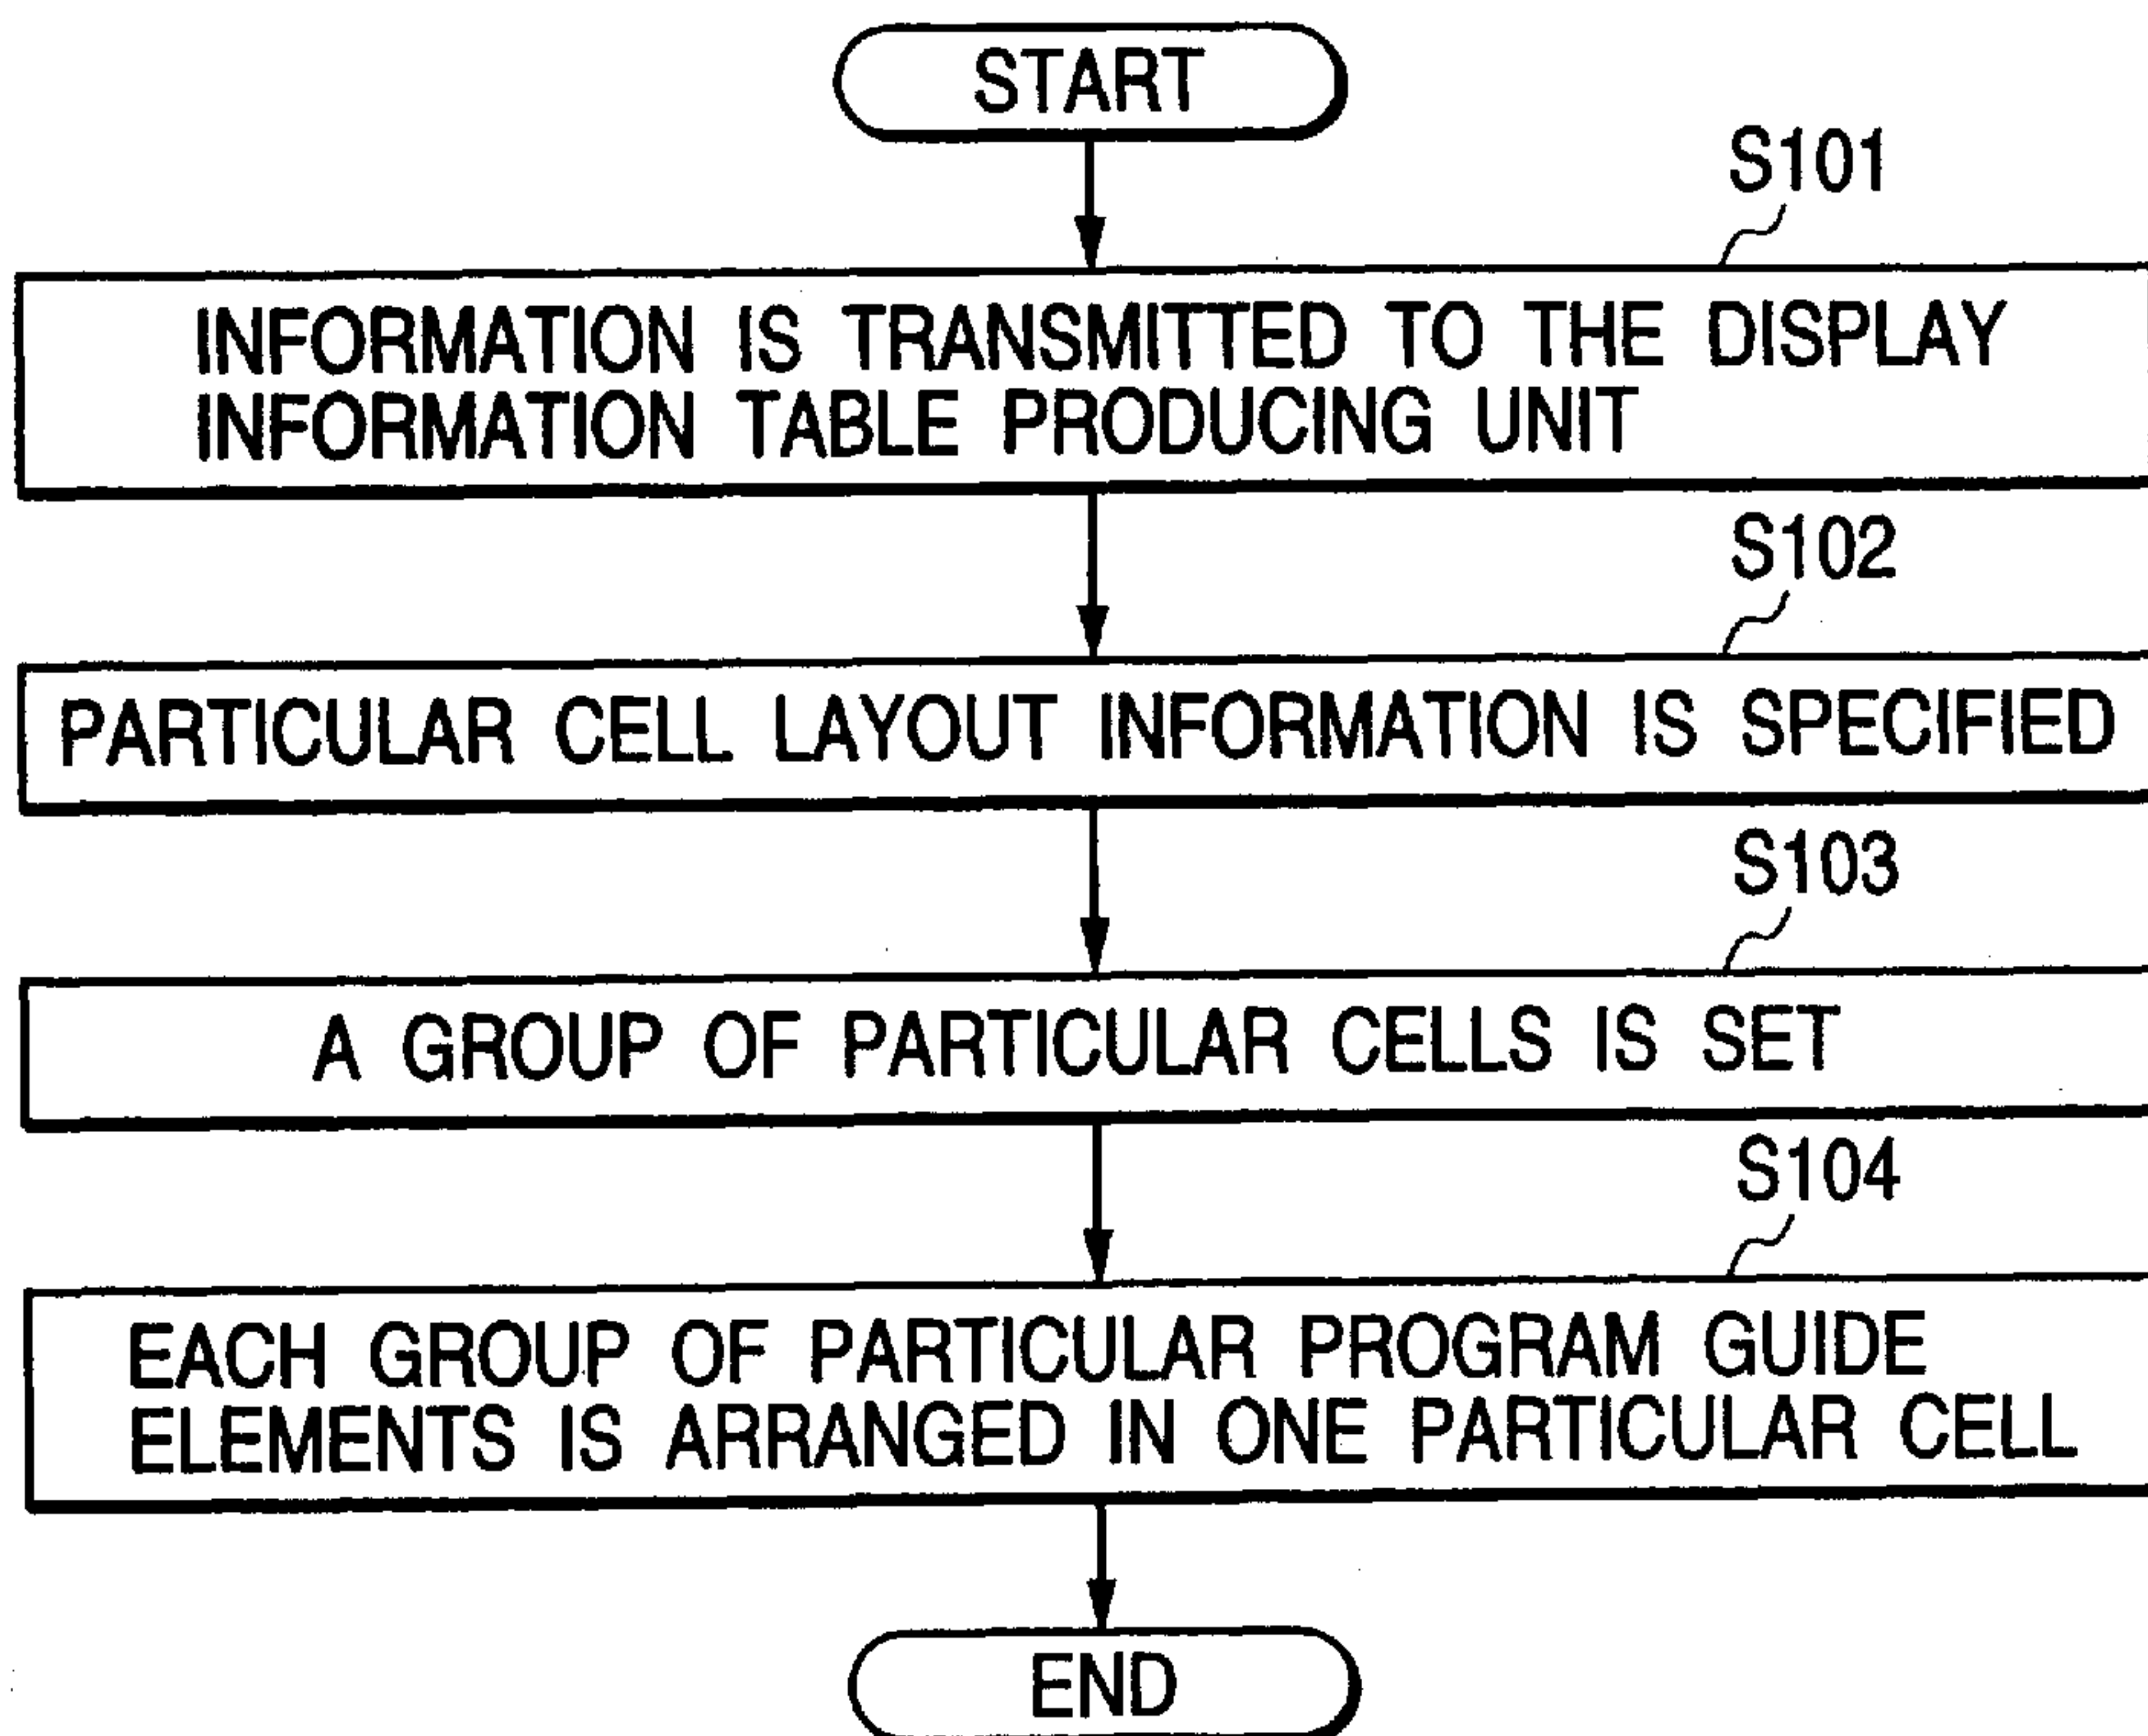 START
S101
INFORMATION IS TRANSMITTED TO THE DISPLAY
INFORMATION TABLE PRODUCING UNIT
S102
PARTICULAR CELL LAYOUT INFORMATION IS SPECIFIED
S103
A GROUP OF PARTICULAR CELLS IS SET
S104
EACH GROUP OF PARTICULAR PROGRAM GUIDE
ELEMENTS IS ARRANGED IN ONE PARTICULAR CELL
END